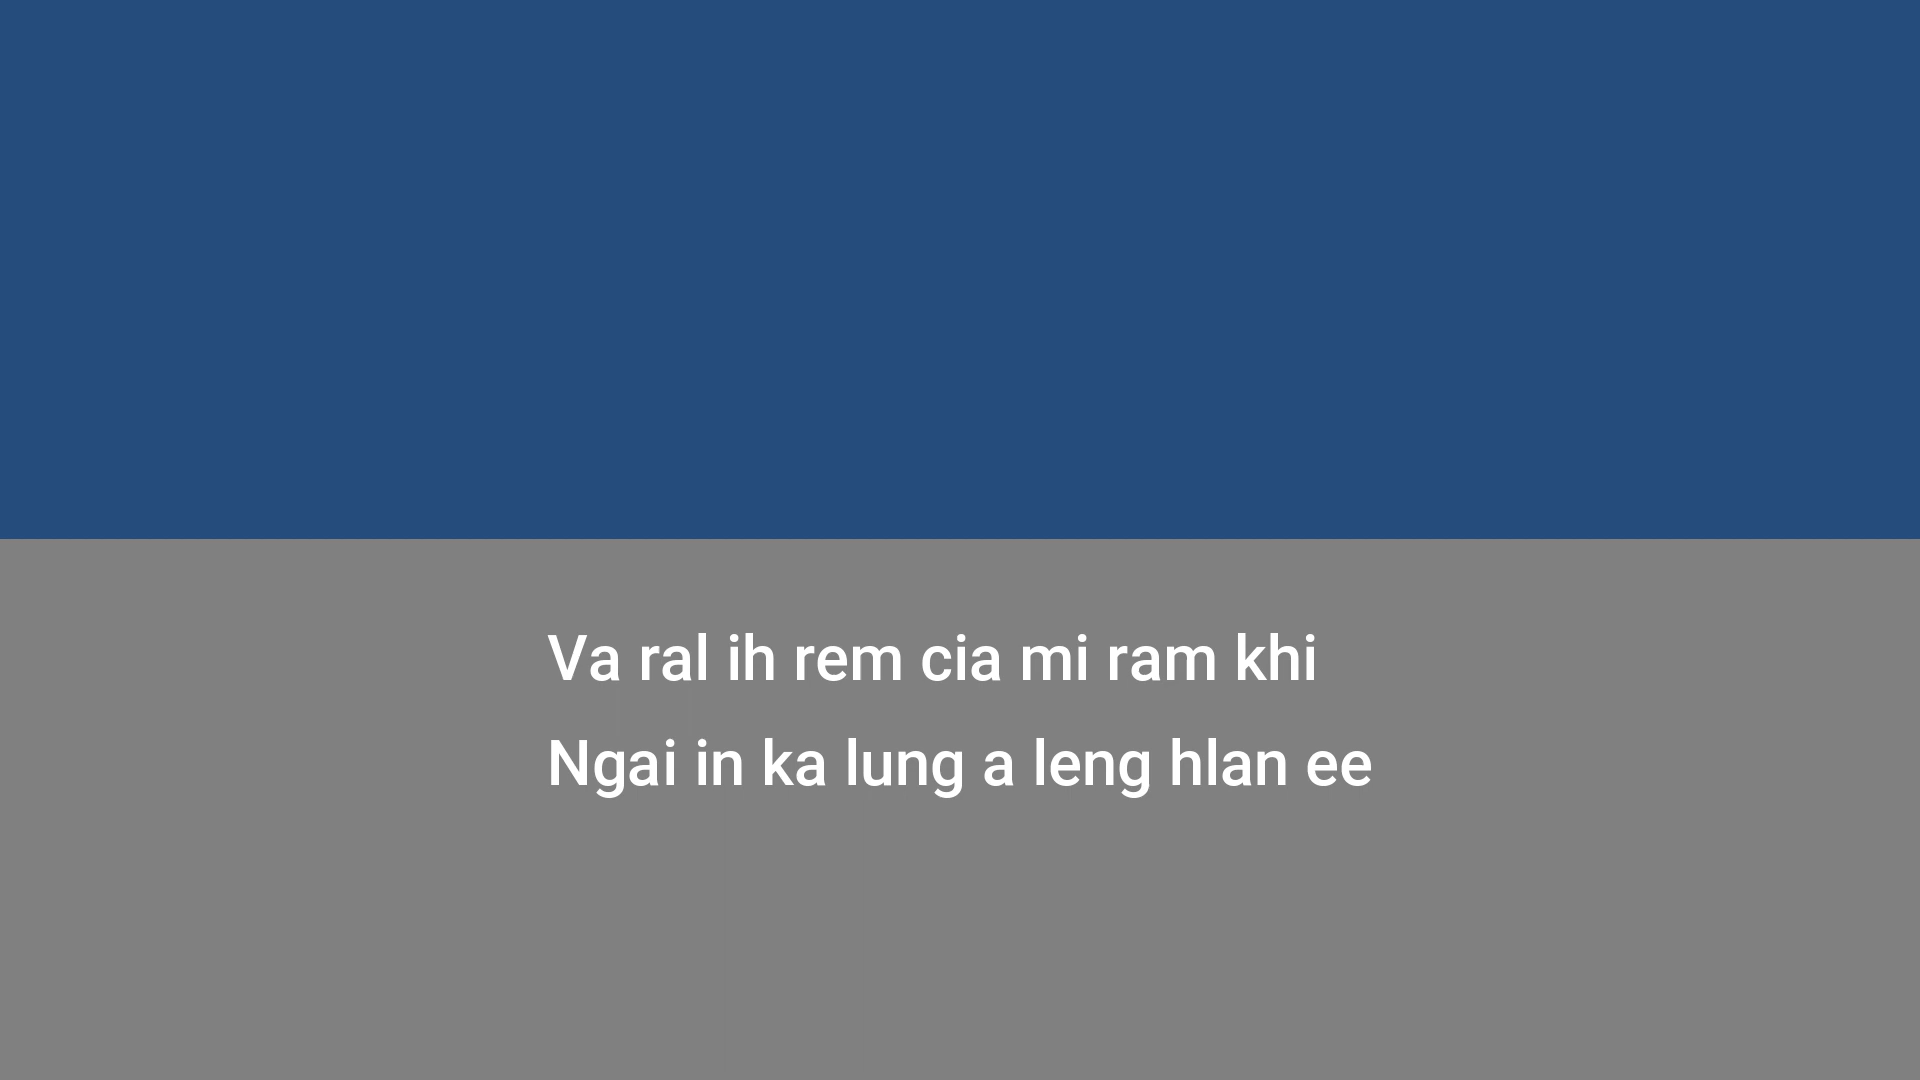 Va ral ih rem cia mi ram khi
Ngai in ka lung a leng hlan ee